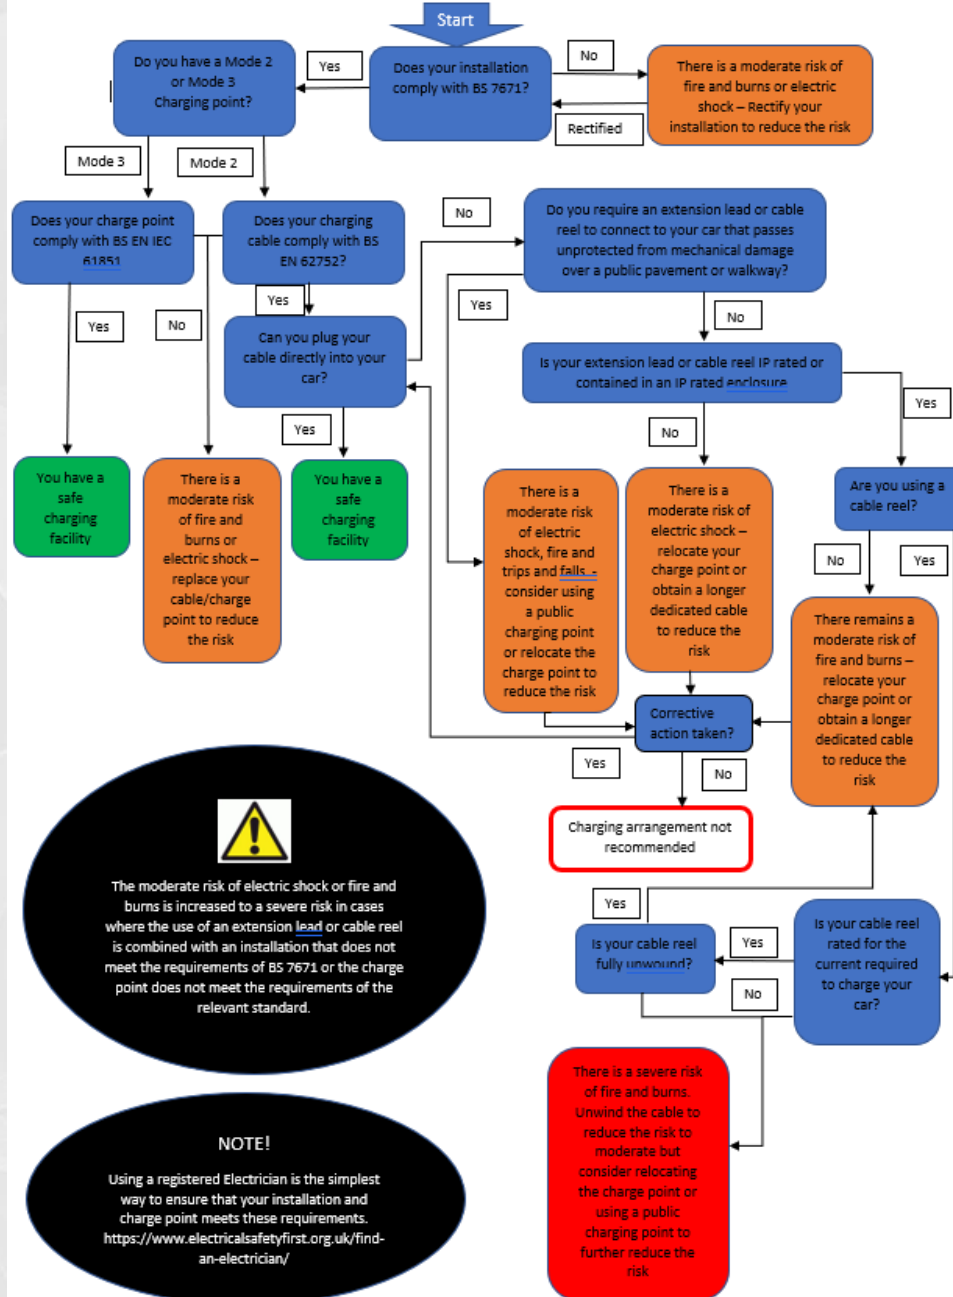 Start
Do you have a Mode 2
or Mode 3
Charging point?
Yes
Does your installation
comply with BS 7671?
No
Rectified
There is a moderate risk of
fire and burns or electric
shock – Rectify your
installation to reduce the risk
Mode 3
Mode 2
Does your charge point
comply with BS EN IEC
61851
Does your charging
cable comply with BS
EN 62752?
No
Do you require an extension lead or cable
reel to connect to your car that passes
unprotected from mechanical damage
over a public pavement or walkway?
Yes
No
Yes
Can you plug your
cable directly into your
car?
Yes
No
Is your extension lead or cable reel IP rated or
contained in an IP rated enclosure
Yes
Yes
No
You have a
safe
charging
facility
There is a
moderate risk
of fire and
burns or
electric shock –
replace your
cable/charge
point to reduce
the risk
You have a
safe
charging
facility
There is a
moderate risk
of electric
shock, fire and
trips and falls -
consider using
a public
charging point
or relocate the
charge point to
reduce the risk
There is a
moderate risk of
electric shock –
relocate your
charge point or
obtain a longer
dedicated cable
to reduce the
risk
Are you using a
cable reel?
No
Yes
There remains a
moderate risk of
fire and burns –
relocate your
charge point or
obtain a longer
dedicated cable
to reduce the
risk
Corrective
action taken?
Yes
No
Charging arrangement not
recommended
The moderate risk of electric shock or fire and
burns is increased to a severe risk in cases
where the use of an extension lead or cable reel
is combined with an installation that does not
meet the requirements of BS 7671 or the charge
point does not meet the requirements of the
relevant standard.
Yes
Is your cable reel
fully unwound?
Yes
No
Is your cable reel
rated for the
current required
to charge your
car?
There is a severe risk
of fire and burns.
Unwind the cable to
reduce the risk to
moderate but
consider relocating
the charge point or
using a public
charging point to
further reduce the
risk
NOTE!
Using a registered Electrician is the simplest
way to ensure that your installation and
charge point meets these requirements.
https://www.electricalsafetyfirst.org.uk/find-
an-electrician/